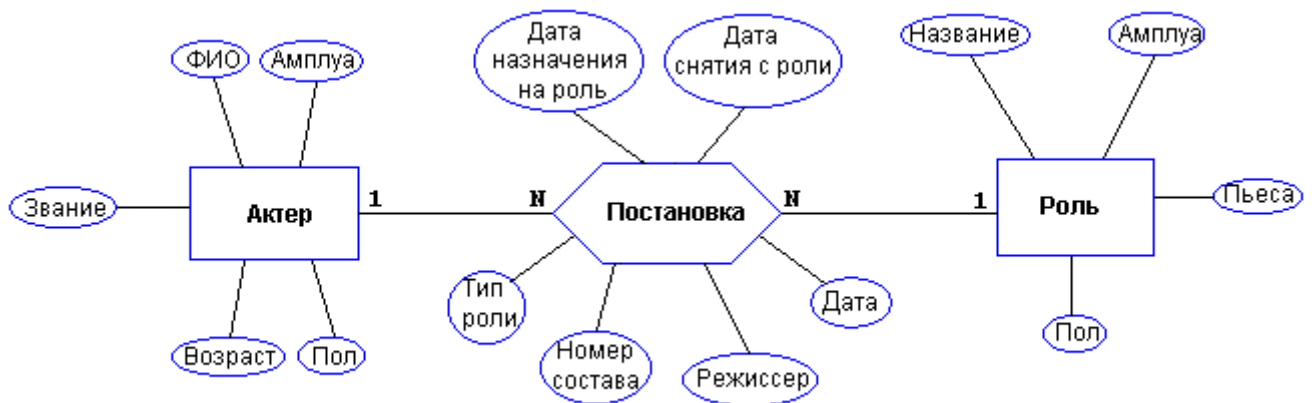 ФИО
Амплуа
Дата
назначения
на роль
Дата
снятия с роли
Название
Амплуа
Звание
Актер
1
N
Постановка
N
1
Роль
Пьеса
Тип
роли
Дата
Возраст
Пол
Номер
состава
Режиссер
Пол